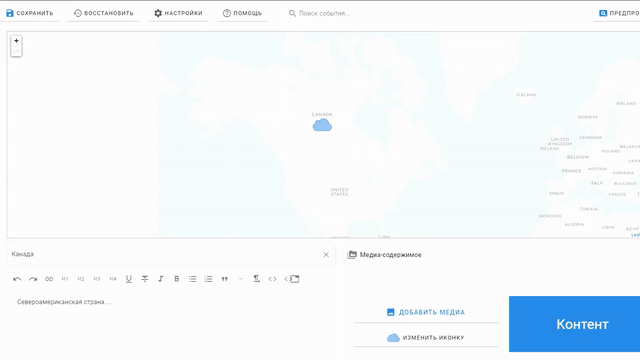 СОХРАНИТЬ ВОССТАНОВИТЬ НАСТРОЙКИ ПОМОЩЬ Поиск события... ПРЕДПРО
+
CANADA
ICELAND
FINLAND
NORWAY
DENMARK
UNITED KINGDOM
IRELAND
BELARUS
POLAND
BELGIUM
FRANCE
AUSTRIA
ROMANIA
ITALY
BULGARIA
SPAIN
GREECE
UNITED STATES
TUNISIA
MOROCCO
ALGERIA
LIBYA
EGYPT
CUBA
Leaf
Канада
Медиа-содержимое
H1 H2 H3 H4 U T I B
Североамериканская страна....
ДОБАВИТЬ МЕДИА
ИЗМЕНИТЬ ИКОНКУ
Контент